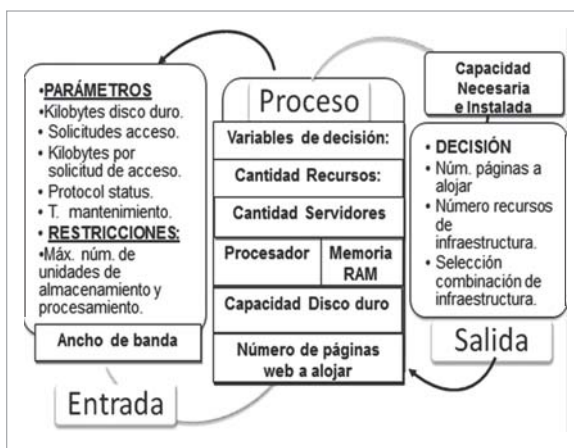 •PARÁMETROS
•Kilobytes disco duro.
• Solicitudes acceso.
• Kilobytes por
solicitud de acceso.
• Protocol status.
• T. mantenimiento.
• RESTRICCIONES:
•Máx. núm. de
unidades de
almacenamiento y
procesamiento.
Ancho de banda
Entrada
Proceso
Variables de decisión:
Cantidad Recursos:
Cantidad Servidores
Procesador
Memoria
RAM
Capacidad Disco duro
Número de páginas
web a alojar
Capacidad
Necesaria
e Instalada
• DECISIÓN
• Núm. páginas a
alojar
• Número recursos
de
infraestructura.
• Selección
combinación de
infraestructura.
Salida